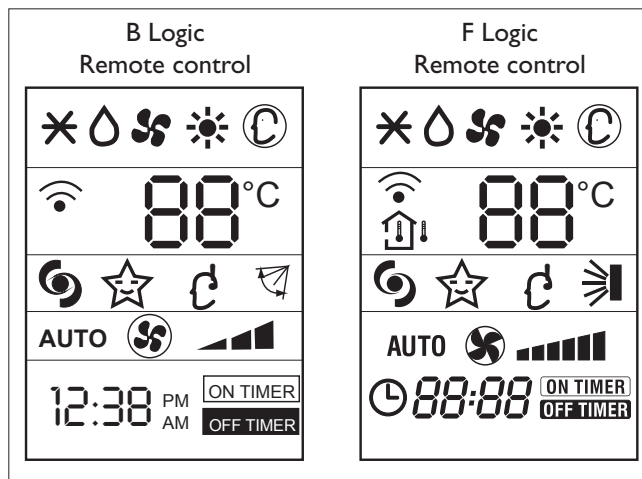 B Logic
Remote control
88°C
AUTO
12:38 PM
AM
ON TIMER
OFF TIMER
F Logic
Remote control
88°C
AUTO
88:88
ON TIMER
OFF TIMER